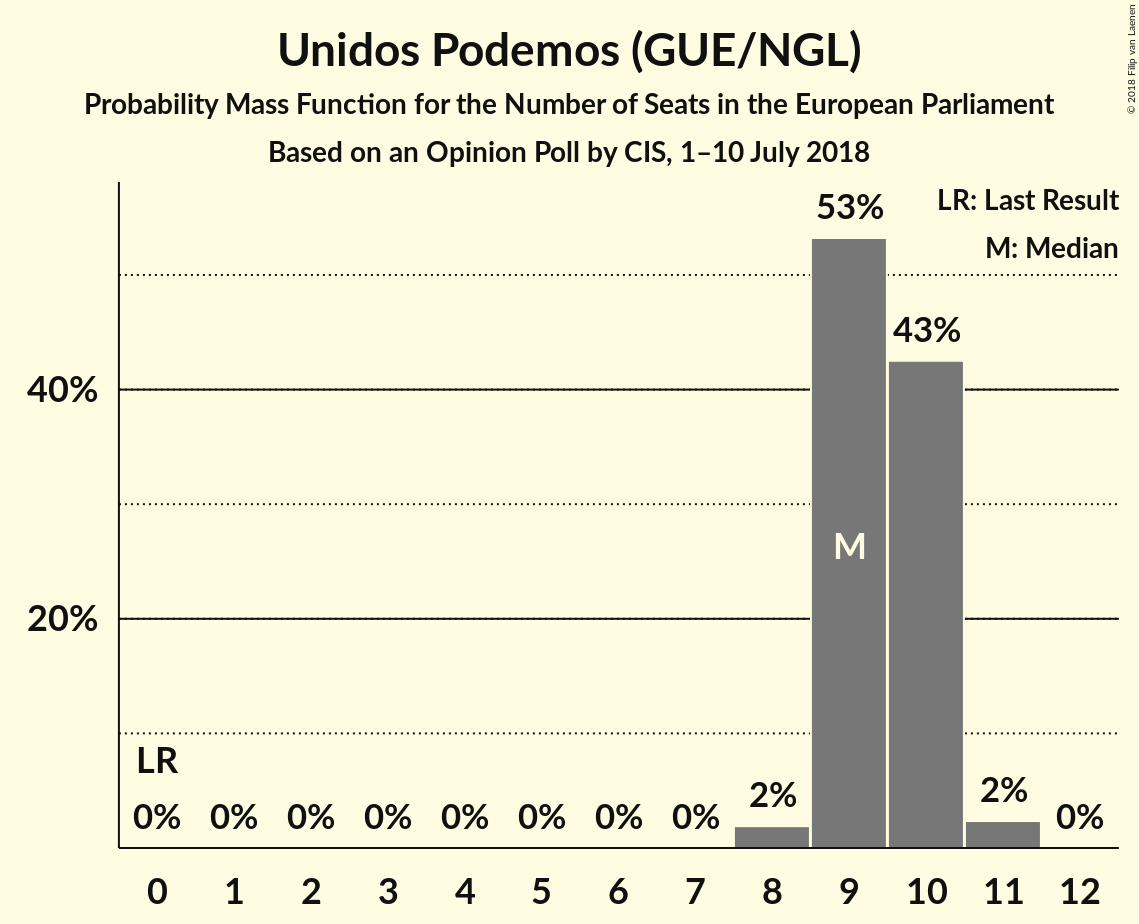 Unidos Podemos (GUE/NGL)
Probability Mass Function for the Number of Seats in the European Parliament
Based on an Opinion Poll by CIS, 1–10 July 2018
© 2018 Filip van Laenen
LR: Last Result
M: Median
53%
43%
40%
M
20%
LR
0% 0% 0% 0% 0% 0% 0% 0% 2% 2% 0%
0 1 2 3 4 5 6 7 8 9 10 11 12